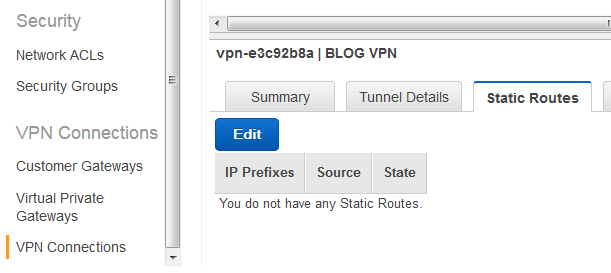 Security
Network ACLs
Security Groups
VPN Connections
Customer Gateways
Virtual Private
Gateways
VPN Connections
vpn-e3c92b8a | BLOG VPN
Summary
Tunnel Details
Static Routes
Edit
IP Prefixes
Source
State
You do not have any Static Routes.